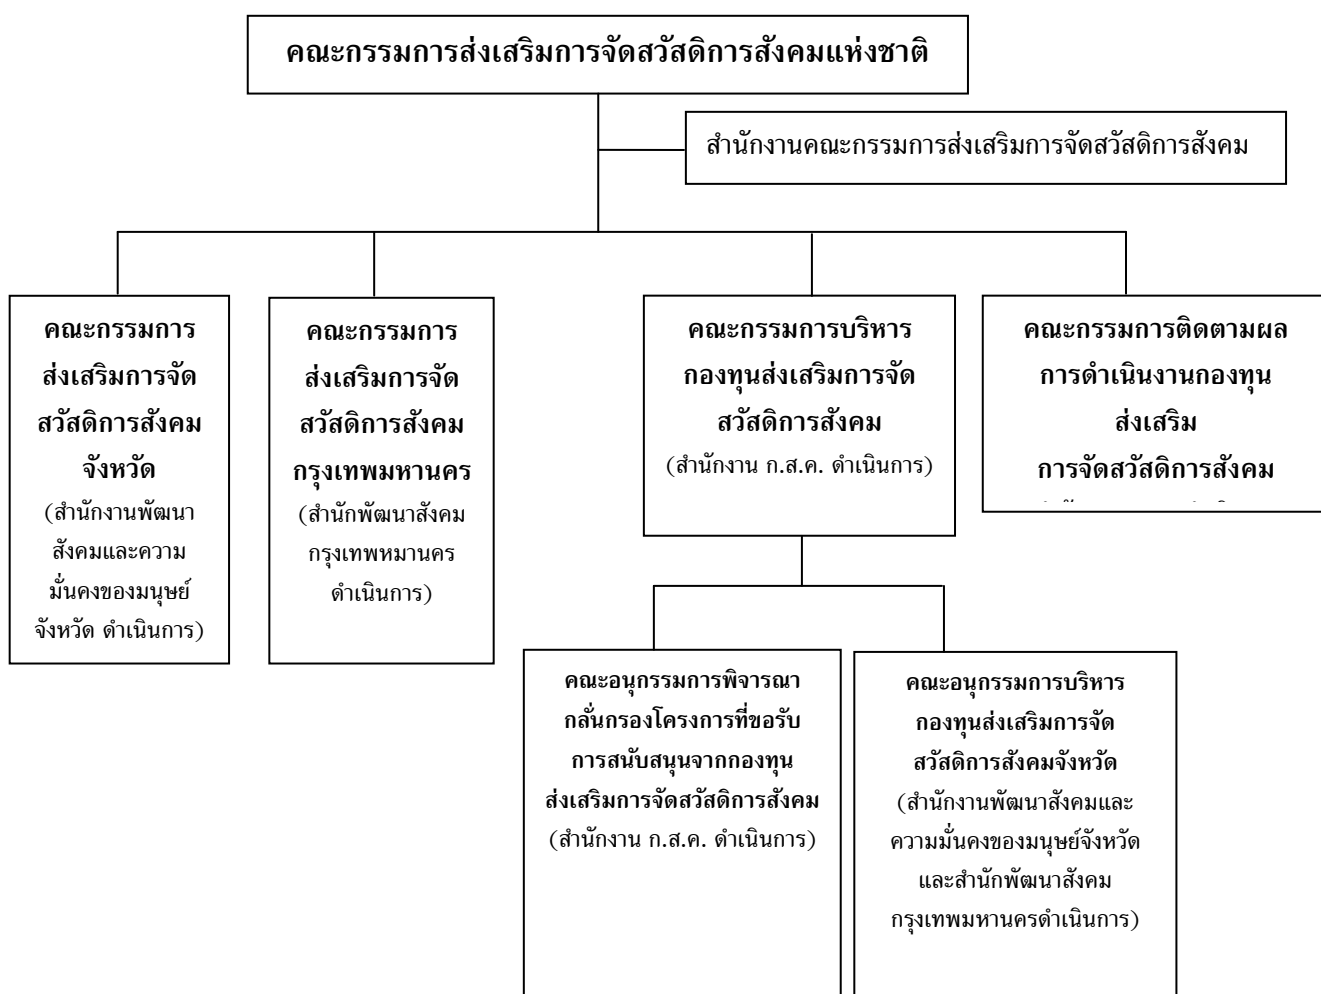 คณะกรรมการส่งเสริมการจัดสวัสดิการสังคมแห่งชาติ
สำนักงานคณะกรรมการส่งเสริมการจัดสวัสดิการสังคม
คณะกรรมการ
ส่งเสริมการจัด
สวัสดิการสังคม
จังหวัด
(สำนักงานพัฒนา
สังคมและความ
มั่นคงของมนุษย์
จังหวัด ดำเนินการ)
คณะกรรมการ
ส่งเสริมการจัด
สวัสดิการสังคม
กรุงเทพมหานคร
(สำนักพัฒนาสังคม
กรุงเทพหมานคร
ดำเนินการ)
คณะกรรมการบริหาร
กองทุนส่งเสริมการจัด
สวัสดิการสังคม
(สำนักงาน ก.ส.ค. ดำเนินการ)
คณะกรรมการติดตามผล
การดำเนินงานกองทุน
ส่งเสริม
การจัดสวัสดิการสังคม
คณะอนุกรรมการพิจารณา
กลั่นกรองโครงการที่ขอรับ
การสนับสนุนจากกองทุน
ส่งเสริมการจัดสวัสดิการสังคม
(สำนักงาน ก.ส.ค. ดำเนินการ)
คณะอนุกรรมการบริหาร
กองทุนส่งเสริมการจัด
สวัสดิการสังคมจังหวัด
(สำนักงานพัฒนาสังคมและ
ความมั่นคงของมนุษย์จังหวัด
และสำนักพัฒนาสังคม
กรุงเทพมหานครดำเนินการ)